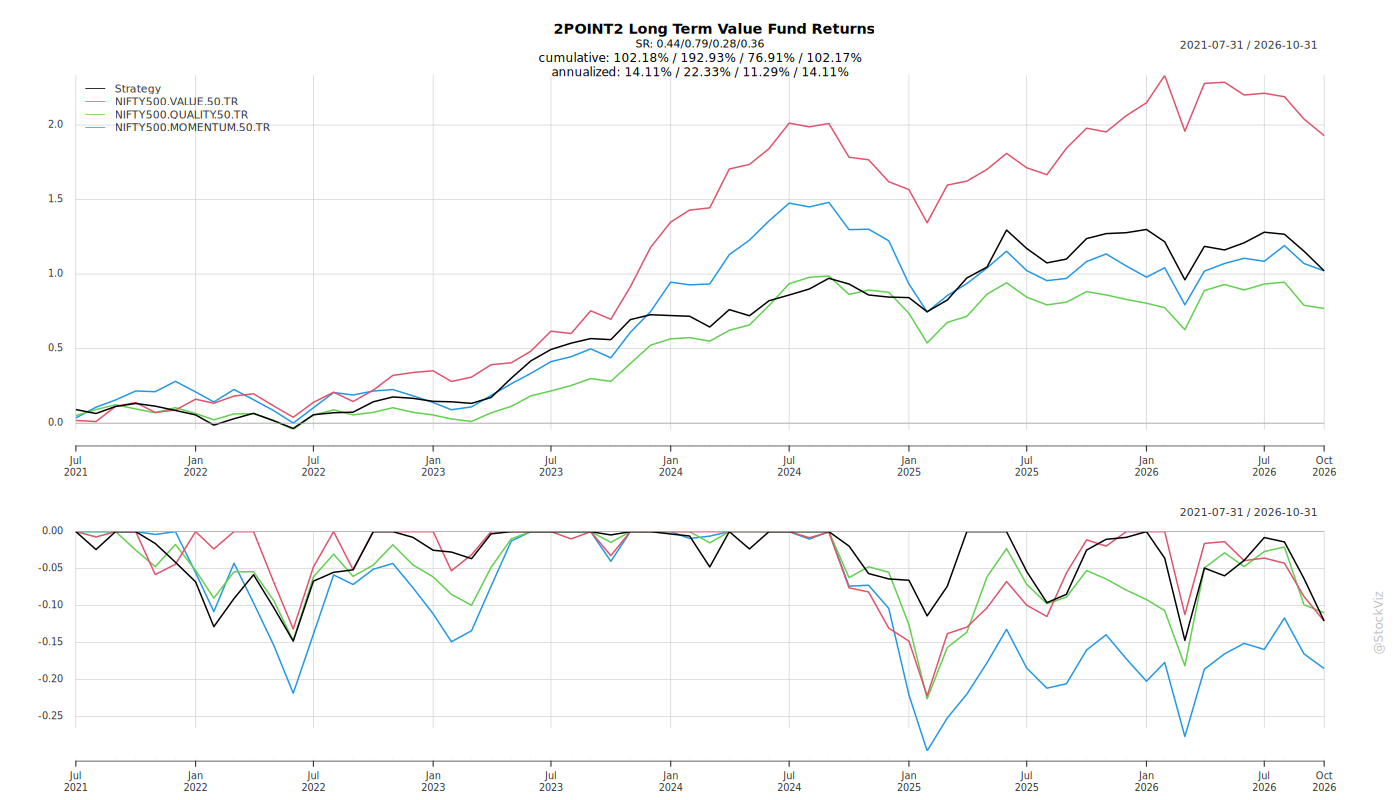 2POINT2 Long Term Value Fund Returns
SR: 0.44/0.79/0.28/0.36
cumulative: 102.18% / 192.93% / 76.91% / 102.17%
annualized: 14.11% / 22.33% / 11.29% / 14.11%
2021-07-31 / 2026-10-31
Strategy
NIFTY500.VALUE.50.TR
NIFTY500.QUALITY.50.TR
NIFTY500.MOMENTUM.50.TR
2.0
1.5
1.0
0.5
0.0
Jul Jan Jul Jan Jul Jan Jul Jan Jul Jan Jul Oct
2021 2022 2022 2023 2023 2024 2024 2025 2025 2026 2026 2026
2021-07-31 / 2026-10-31
0.00
-0.05
-0.10
-0.15
-0.20
-0.25
Jul Jan Jul Jan Jul Jan Jul Jan Jul Jan Jul Oct
2021 2022 2022 2023 2023 2024 2024 2025 2025 2026 2026 2026
@StockViz